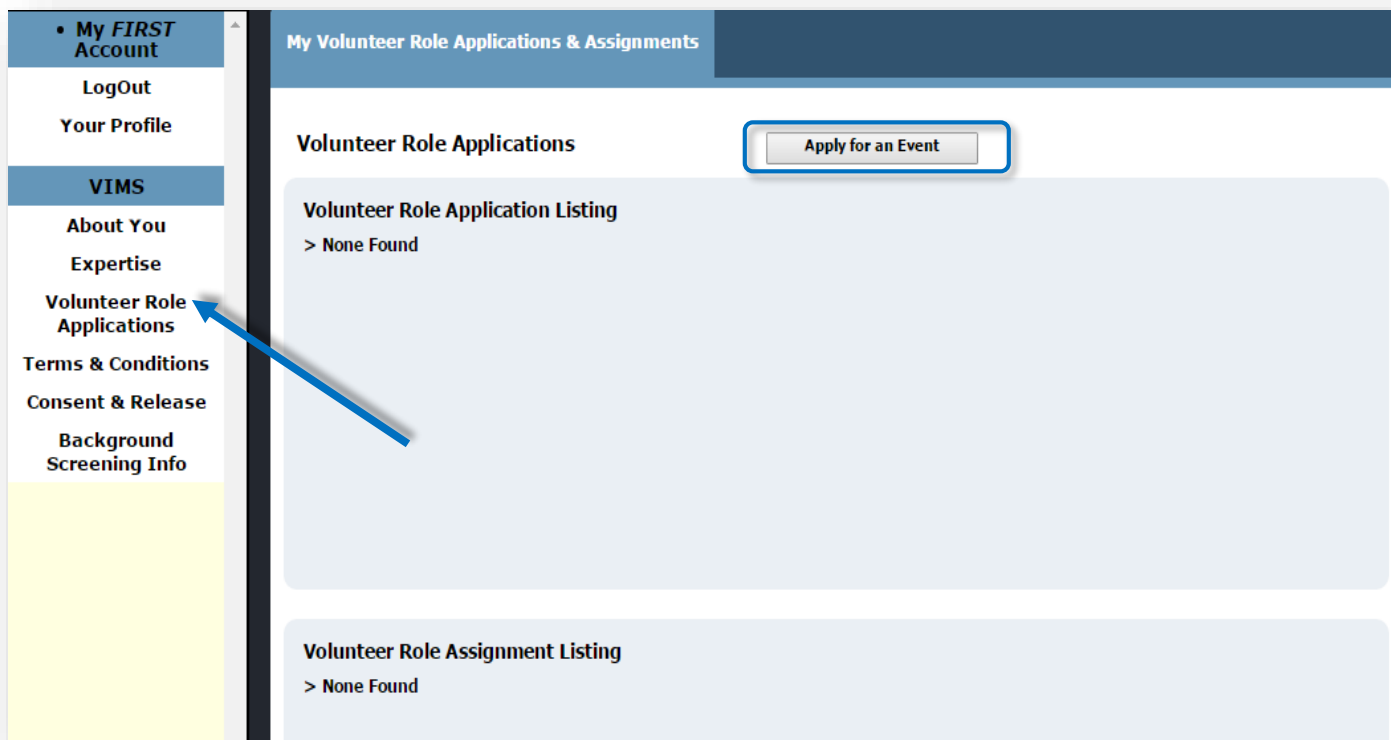 • My FIRST
Account
LogOut
Your Profile
VIMS
About You
Expertise
Volunteer Role
Applications
Terms & Conditions
Consent & Release
Background
Screening Info
My Volunteer Role Applications & Assignments
Volunteer Role Applications
Apply for an Event
Volunteer Role Application Listing
> None Found
Volunteer Role Assignment Listing
> None Found